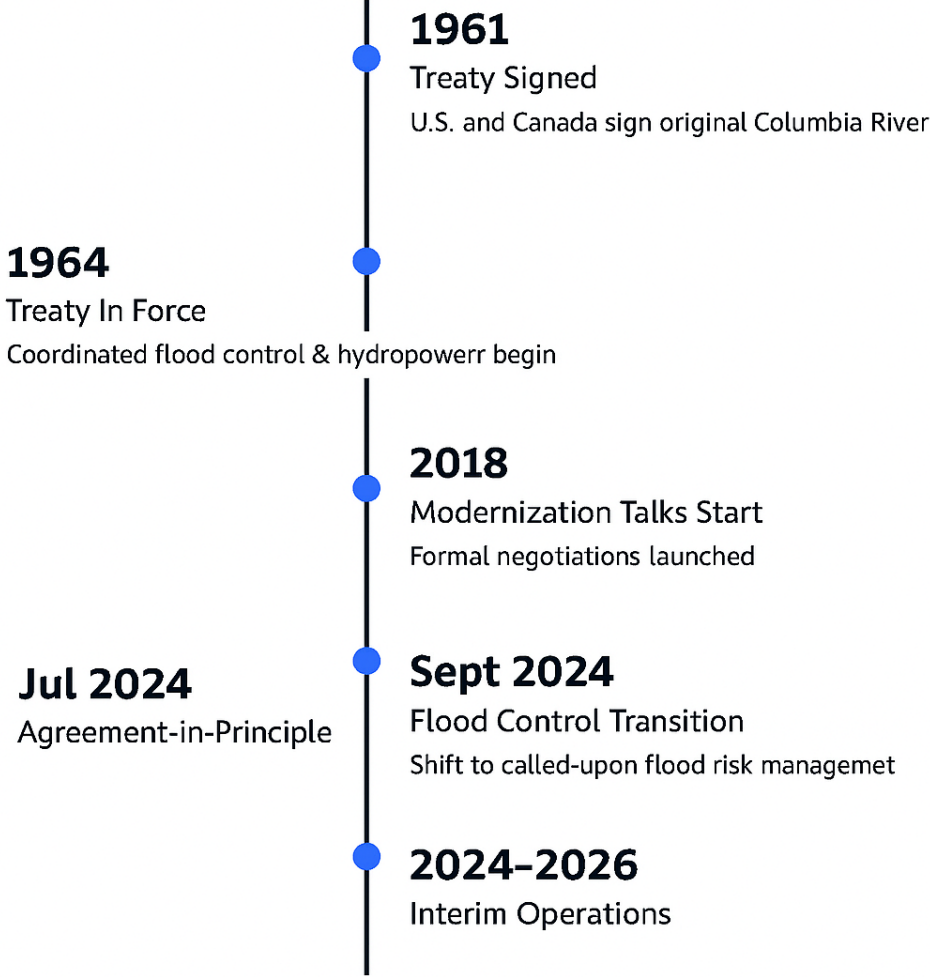 1961
Treaty Signed
U.S. and Canada sign original Columbia River
1964
Treaty In Force
Coordinated flood control & hydropowerr begin
2018
Modernization Talks Start
Formal negotiations launched
Jul 2024
Agreement-in-Principle
Sept 2024
Flood Control Transition
Shift to called-upon flood risk managemet
2024–2026
Interim Operations